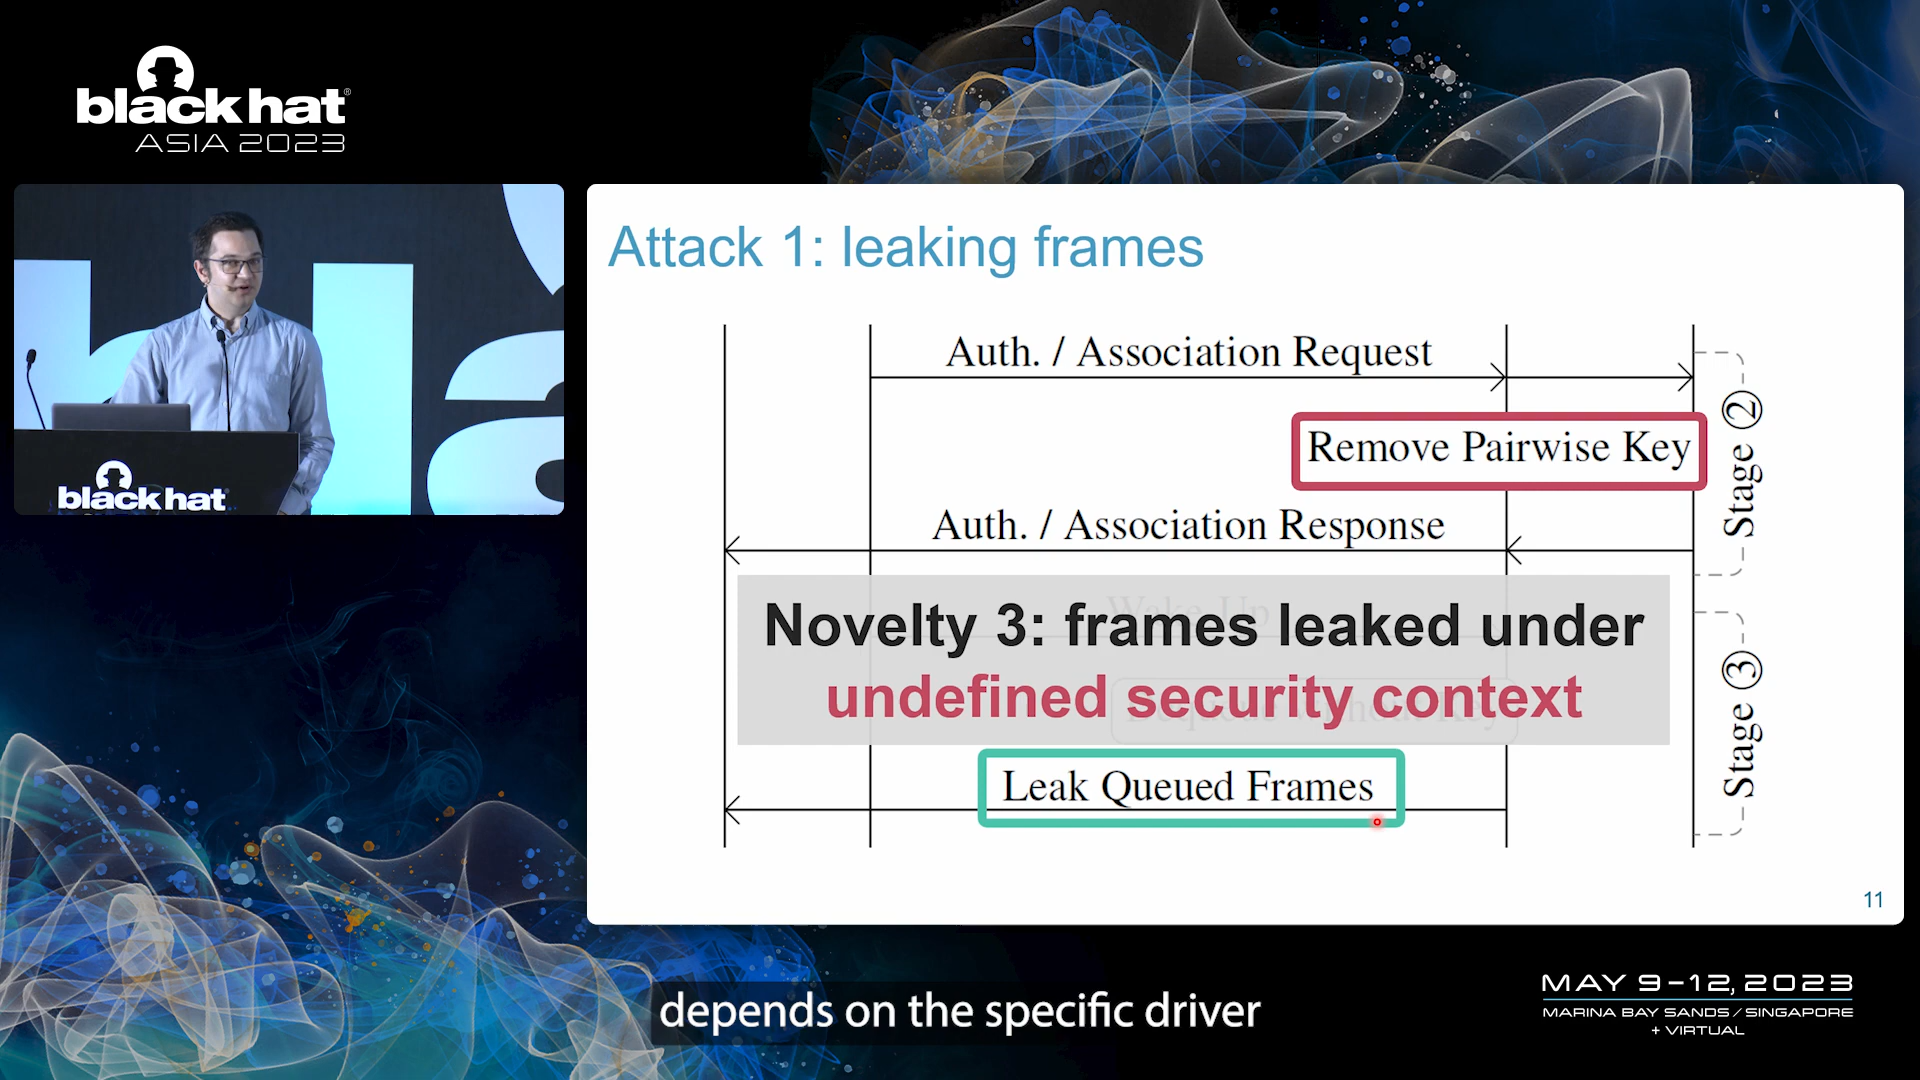 black hat®
ASIA 2023
black hat
Attack 1: leaking frames
Auth. / Association Request
Remove Pairwise Key
Stage ②
Auth. / Association Response
Wake-Up
Novelty 3: frames leaked under
undefined security context
Stage ③
Leak Queued Frames
11
depends on the specific driver
MAY 9-12, 2023
MARINA BAY SANDS / SINGAPORE
+ VIRTUAL